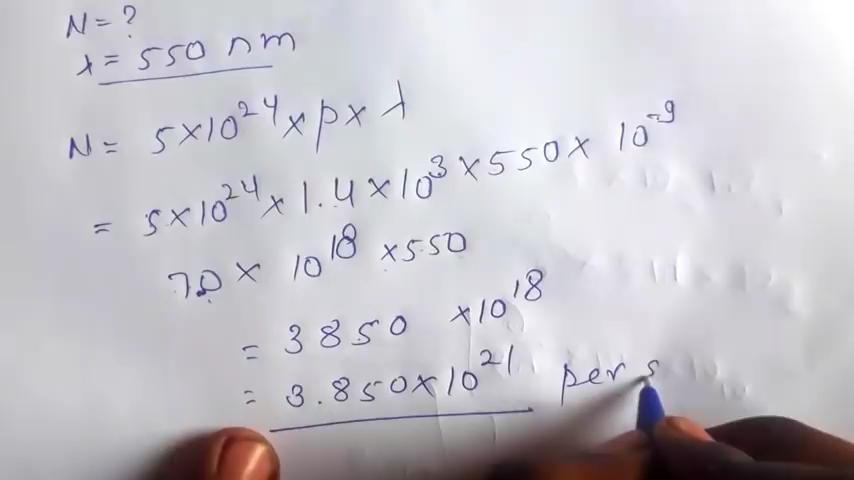 N = ?
λ = 550 nm
N = 5×10²⁴ × p × λ
= 5×10²⁴ × 1.4 × 10³ × 550 × 10⁻⁹
7.0 × 10¹⁸ × 550
= 3850 ×10¹⁸
= 3.850×10²¹ per s